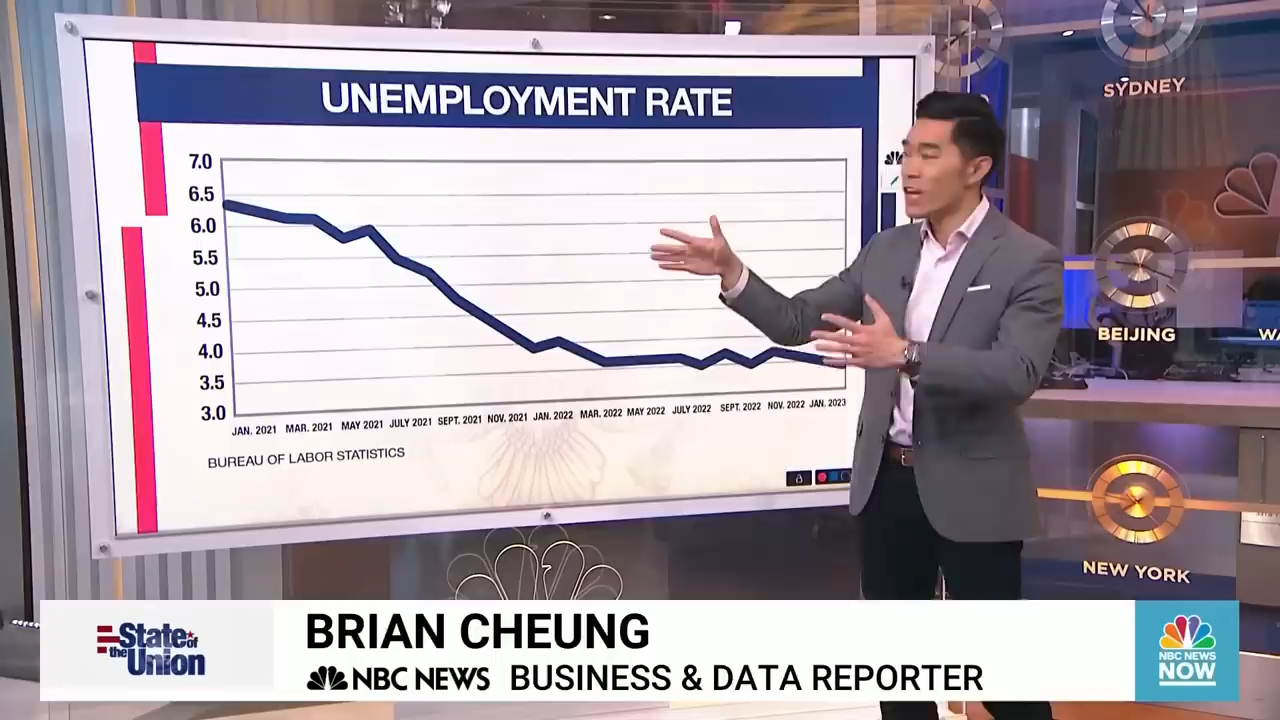 UNEMPLOYMENT RATE
7.0
6.5
6.0
5.5
5.0
4.5
4.0
3.5
3.0
JAN. 2021 MAR. 2021 MAY 2021 JULY 2021 SEPT. 2021 NOV. 2021 JAN. 2022 MAR. 2022 MAY 2022 JULY 2022 SEPT. 2022 NOV. 2022 JAN. 2023
BUREAU OF LABOR STATISTICS
SYDNEY
BEIJING
NEW YORK
State of
the Union
BRIAN CHEUNG
NBC NEWS BUSINESS & DATA REPORTER
NBC NEWS
NOW